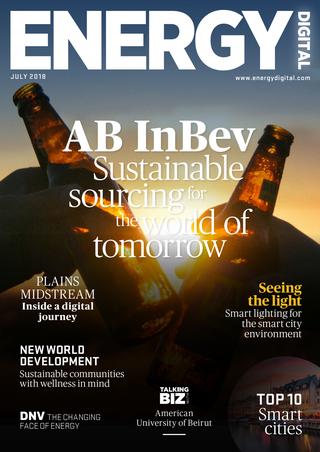 ENERGY
DIGITAL
JULY 2018
www.energydigital.com
AB InBev
Sustainable
sourcing for
the world of
tomorrow
PLAINS
MIDSTREAM
Inside a digital
journey
Seeing
the light
Smart lighting for
the smart city
environment
NEW WORLD
DEVELOPMENT
Sustainable communities
with wellness in mind
TALKING
BIZ
American
University of Beirut
DNV THE CHANGING
FACE OF ENERGY
TOP 10
Smart
cities